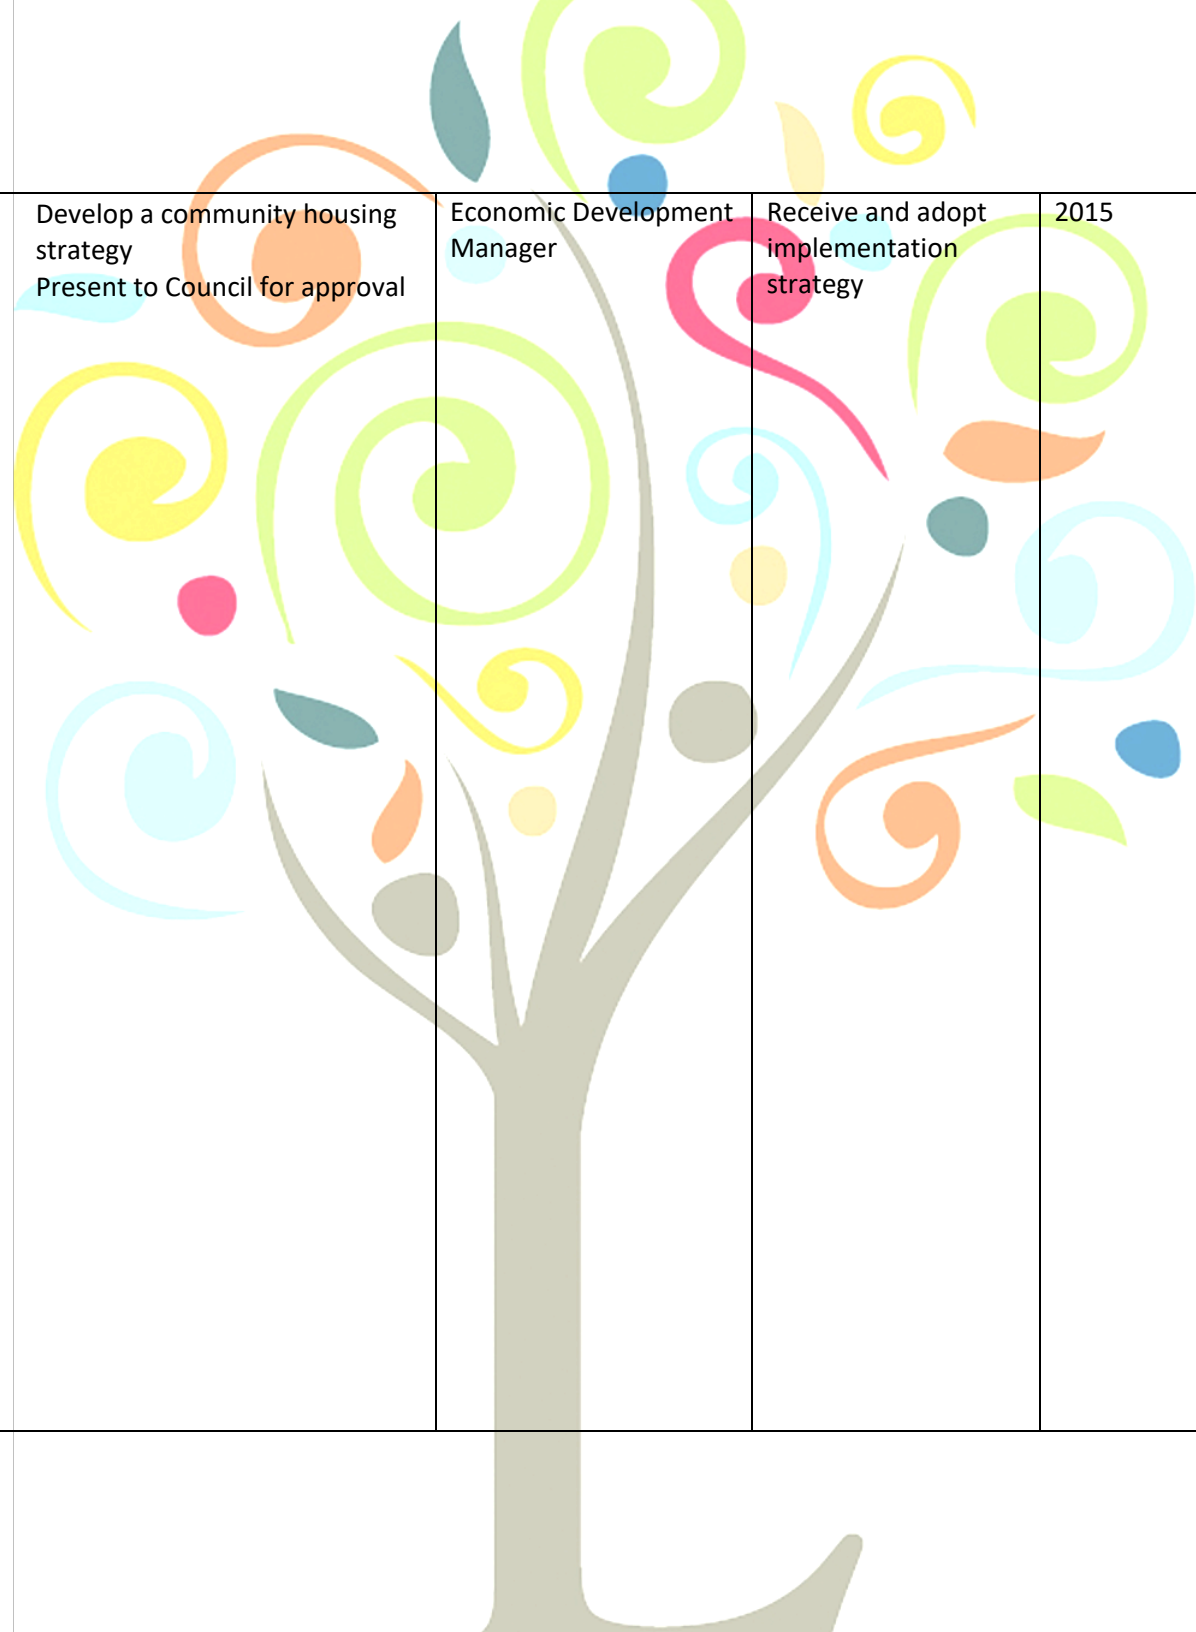 Develop a community housing
strategy
Present to Council for approval
Economic Development
Manager
Receive and adopt
implementation
strategy
2015